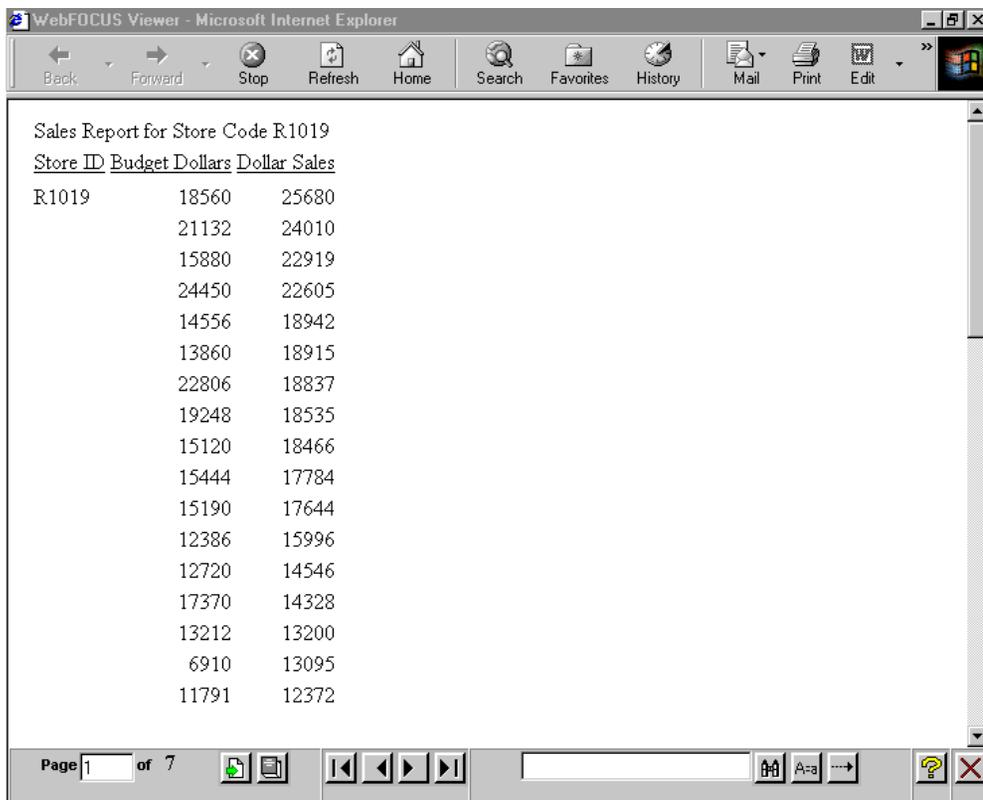 WebFOCUS Viewer - Microsoft Internet Explorer
Back Forward Stop Refresh Home Search Favorites History Mail Print Edit »
Sales Report for Store Code R1019
Store ID Budget Dollars Dollar Sales
R1019 18560 25680
21132 24010
15880 22919
24450 22605
14556 18942
13860 18915
22806 18837
19248 18535
15120 18466
15444 17784
15190 17644
12386 15996
12720 14546
17370 14328
13212 13200
6910 13095
11791 12372
Page 1 of 7 A=a